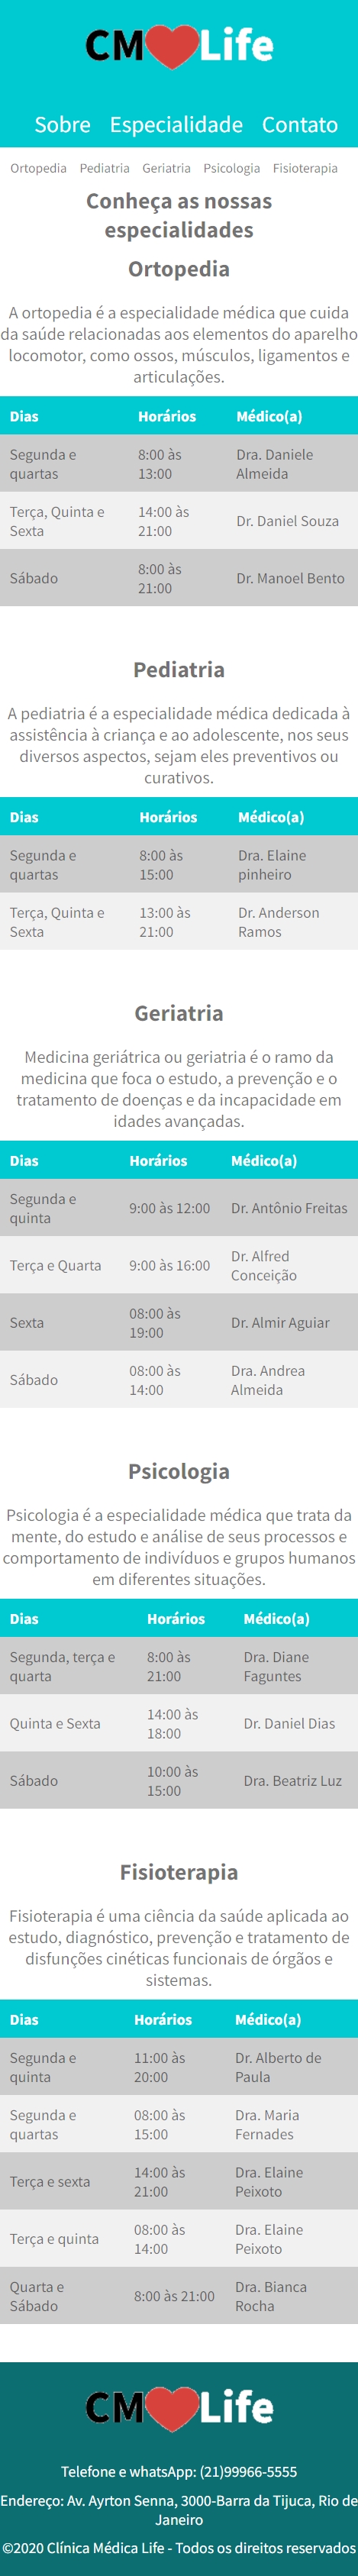 CM Life
Sobre Especialidade Contato
Ortopedia Pediatria Geriatria Psicologia Fisioterapia
Conheça as nossas
especialidades
Ortopedia
A ortopedia é a especialidade médica que cuida
da saúde relacionadas aos elementos do aparelho
locomotor, como ossos, músculos, ligamentos e
articulações.
Dias Horários Médico(a)
Segunda e quartas 8:00 às 13:00 Dra. Daniele Almeida
Terça, Quinta e Sexta 14:00 às 21:00 Dr. Daniel Souza
Sábado 8:00 às 21:00 Dr. Manoel Bento
Pediatria
A pediatria é a especialidade médica dedicada à
assistência à criança e ao adolescente, nos seus
diversos aspectos, sejam eles preventivos ou
curativos.
Dias Horários Médico(a)
Segunda e quartas 8:00 às 15:00 Dra. Elaine pinheiro
Terça, Quinta e Sexta 13:00 às 21:00 Dr. Anderson Ramos
Geriatria
Medicina geriátrica ou geriatria é o ramo da
medicina que foca o estudo, a prevenção e o
tratamento de doenças e da incapacidade em
idades avançadas.
Dias Horários Médico(a)
Segunda e quinta 9:00 às 12:00 Dr. Antônio Freitas
Terça e Quarta 9:00 às 16:00 Dr. Alfred Conceição
Sexta 08:00 às 19:00 Dr. Almir Aguiar
Sábado 08:00 às 14:00 Dra. Andrea Almeida
Psicologia
Psicologia é a especialidade médica que trata da
mente, do estudo e análise de seus processos e
comportamento de indivíduos e grupos humanos
em diferentes situações.
Dias Horários Médico(a)
Segunda, terça e quarta 8:00 às 21:00 Dra. Diane Faguntes
Quinta e Sexta 14:00 às 18:00 Dr. Daniel Dias
Sábado 10:00 às 15:00 Dra. Beatriz Luz
Fisioterapia
Fisioterapia é uma ciência da saúde aplicada ao
estudo, diagnóstico, prevenção e tratamento de
disfunções cinéticas funcionais de órgãos e
sistemas.
Dias Horários Médico(a)
Segunda e quinta 11:00 às 20:00 Dr. Alberto de Paula
Segunda e quartas 08:00 às 15:00 Dra. Maria Fernades
Terça e sexta 14:00 às 21:00 Dra. Elaine Peixoto
Terça e quinta 08:00 às 14:00 Dra. Elaine Peixoto
Quarta e Sábado 8:00 às 21:00 Dra. Bianca Rocha
CM Life
Telefone e whatsApp: (21)99966-5555
Endereço: Av. Ayrton Senna, 3000-Barra da Tijuca, Rio de
Janeiro
©2020 Clínica Médica Life - Todos os direitos reservados